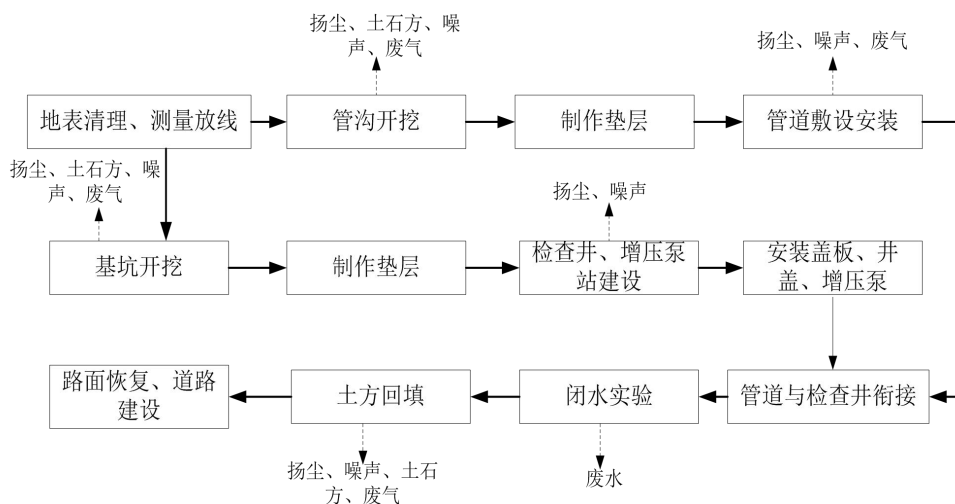 扬尘、土石方、噪
声、废气
扬尘、噪声、废气
地表清理、测量放线
管沟开挖
制作垫层
管道敷设安装
扬尘、土石方、噪
声、废气
扬尘、噪声
基坑开挖
制作垫层
检查井、增压泵
站建设
安装盖板、井
盖、增压泵
路面恢复、道路
建设
土方回填
闭水实验
管道与检查井衔接
扬尘、噪声、土石
方、废气
废水